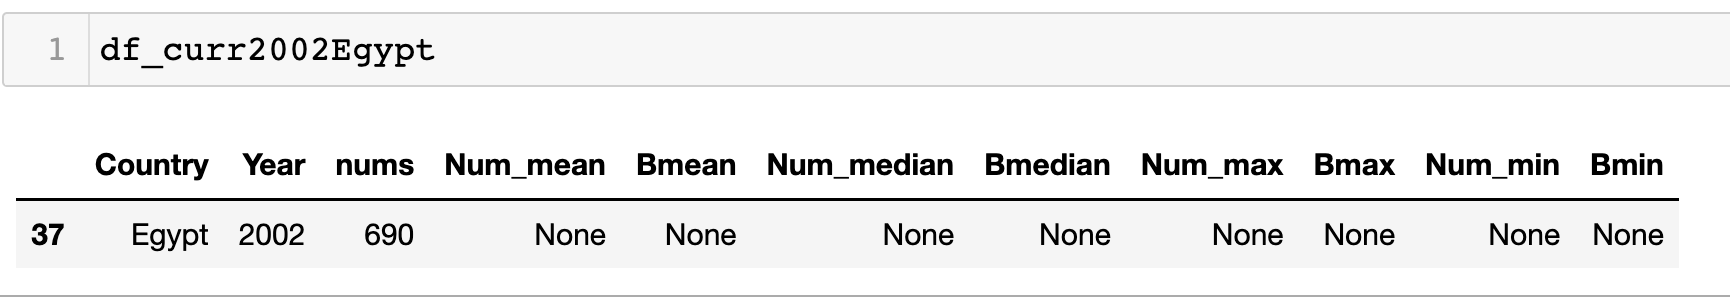 1 df_curr2002Egypt
Country Year nums Num_mean Bmean Num_median Bmedian Num_max Bmax Num_min Bmin
37 Egypt 2002 690 None None None None None None None None